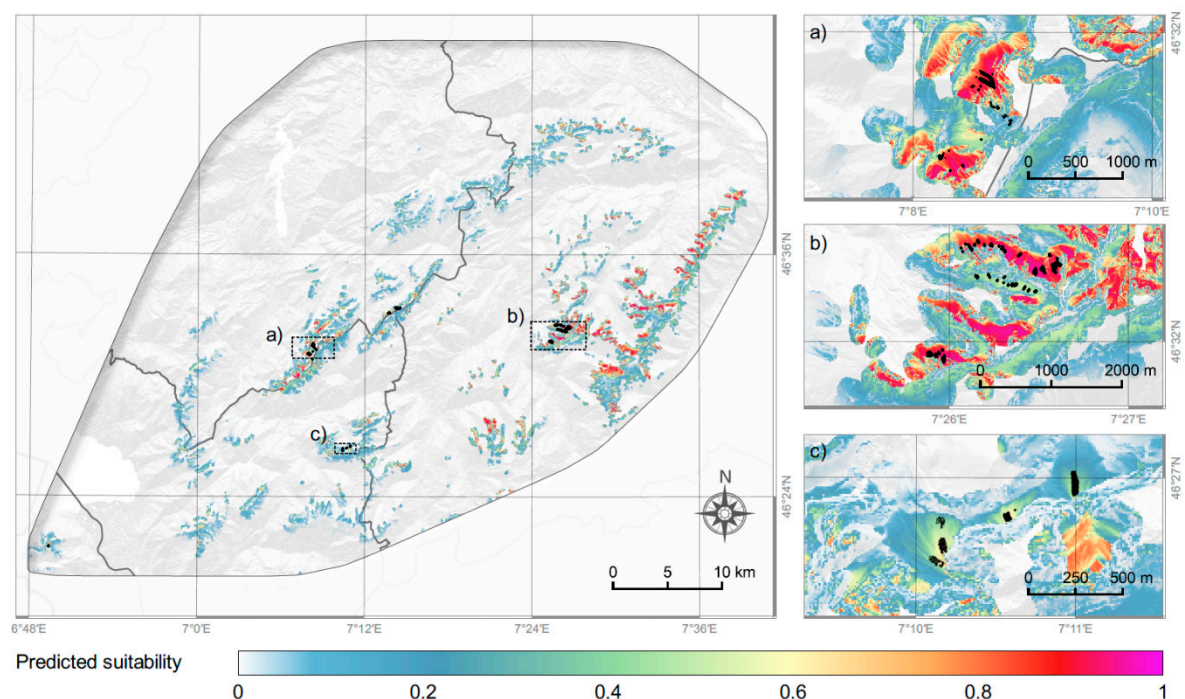 a)
b)
c)
N
0 5 10 km
46°36'N
46°24'N
6°48'E 7°0'E 7°12'E 7°24'E 7°36'E
a)
46°32'N
0 500 1000 m
7°8'E 7°10'E
b)
46°32'N
0 1000 2000 m
7°26'E 7°27'E
c)
46°27'N
0 250 500 m
7°10'E 7°11'E
Predicted suitability
0 0.2 0.4 0.6 0.8 1